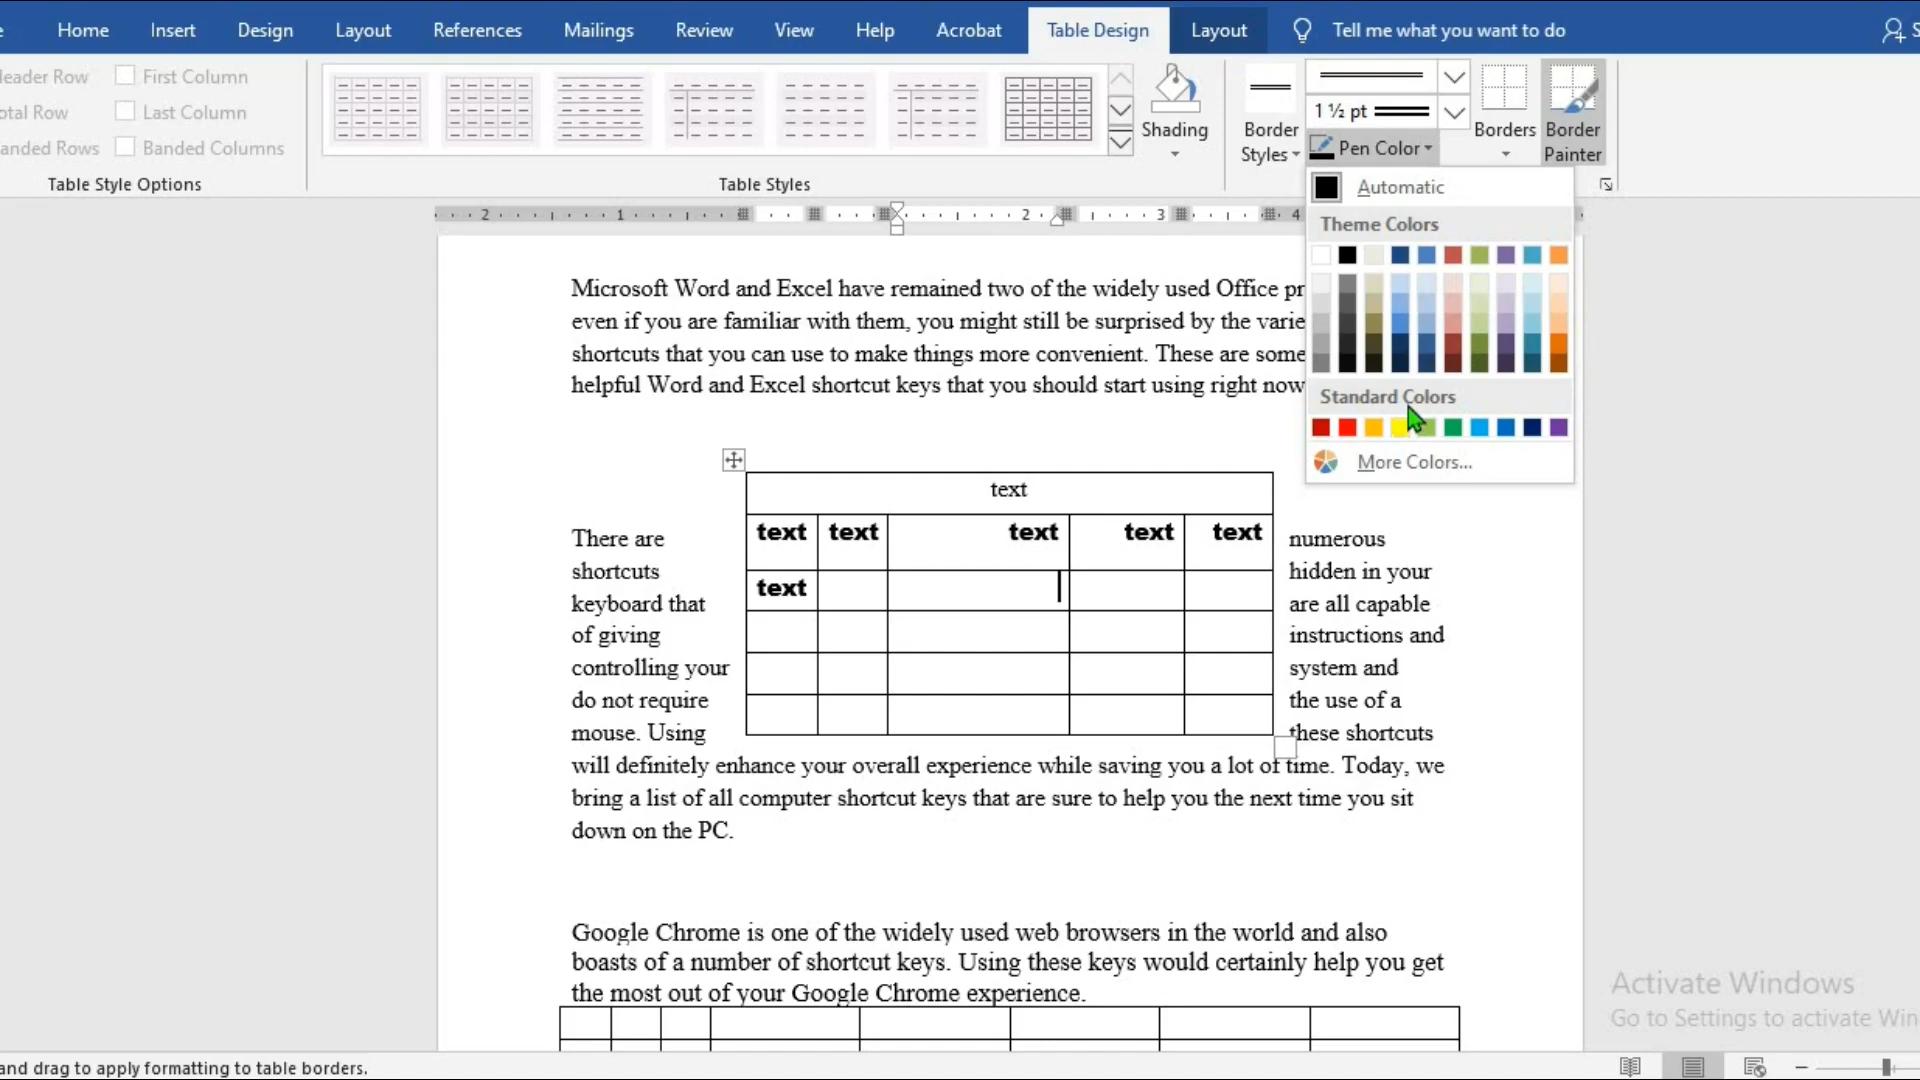 Home Insert Design Layout References Mailings Review View Help Acrobat Table Design Layout Tell me what you want to do
eader Row First Column
otal Row Last Column
anded Rows Banded Columns
Table Style Options
Table Styles
Shading
Border Styles
1 ½ pt
Pen Color
Borders
Border Painter
Automatic
Theme Colors
Standard Colors
More Colors...
2 1 2 3 4
Microsoft Word and Excel have remained two of the widely used Office pr
even if you are familiar with them, you might still be surprised by the varie
shortcuts that you can use to make things more convenient. These are some
helpful Word and Excel shortcut keys that you should start using right now
text
text text text text text
text
There are numerous
shortcuts hidden in your
keyboard that are all capable
of giving instructions and
controlling your system and
do not require the use of a
mouse. Using these shortcuts
will definitely enhance your overall experience while saving you a lot of time. Today, we
bring a list of all computer shortcut keys that are sure to help you the next time you sit
down on the PC.
Google Chrome is one of the widely used web browsers in the world and also
boasts of a number of shortcut keys. Using these keys would certainly help you get
the most out of your Google Chrome experience.
Activate Windows
Go to Settings to activate Win
and drag to apply formatting to table borders.